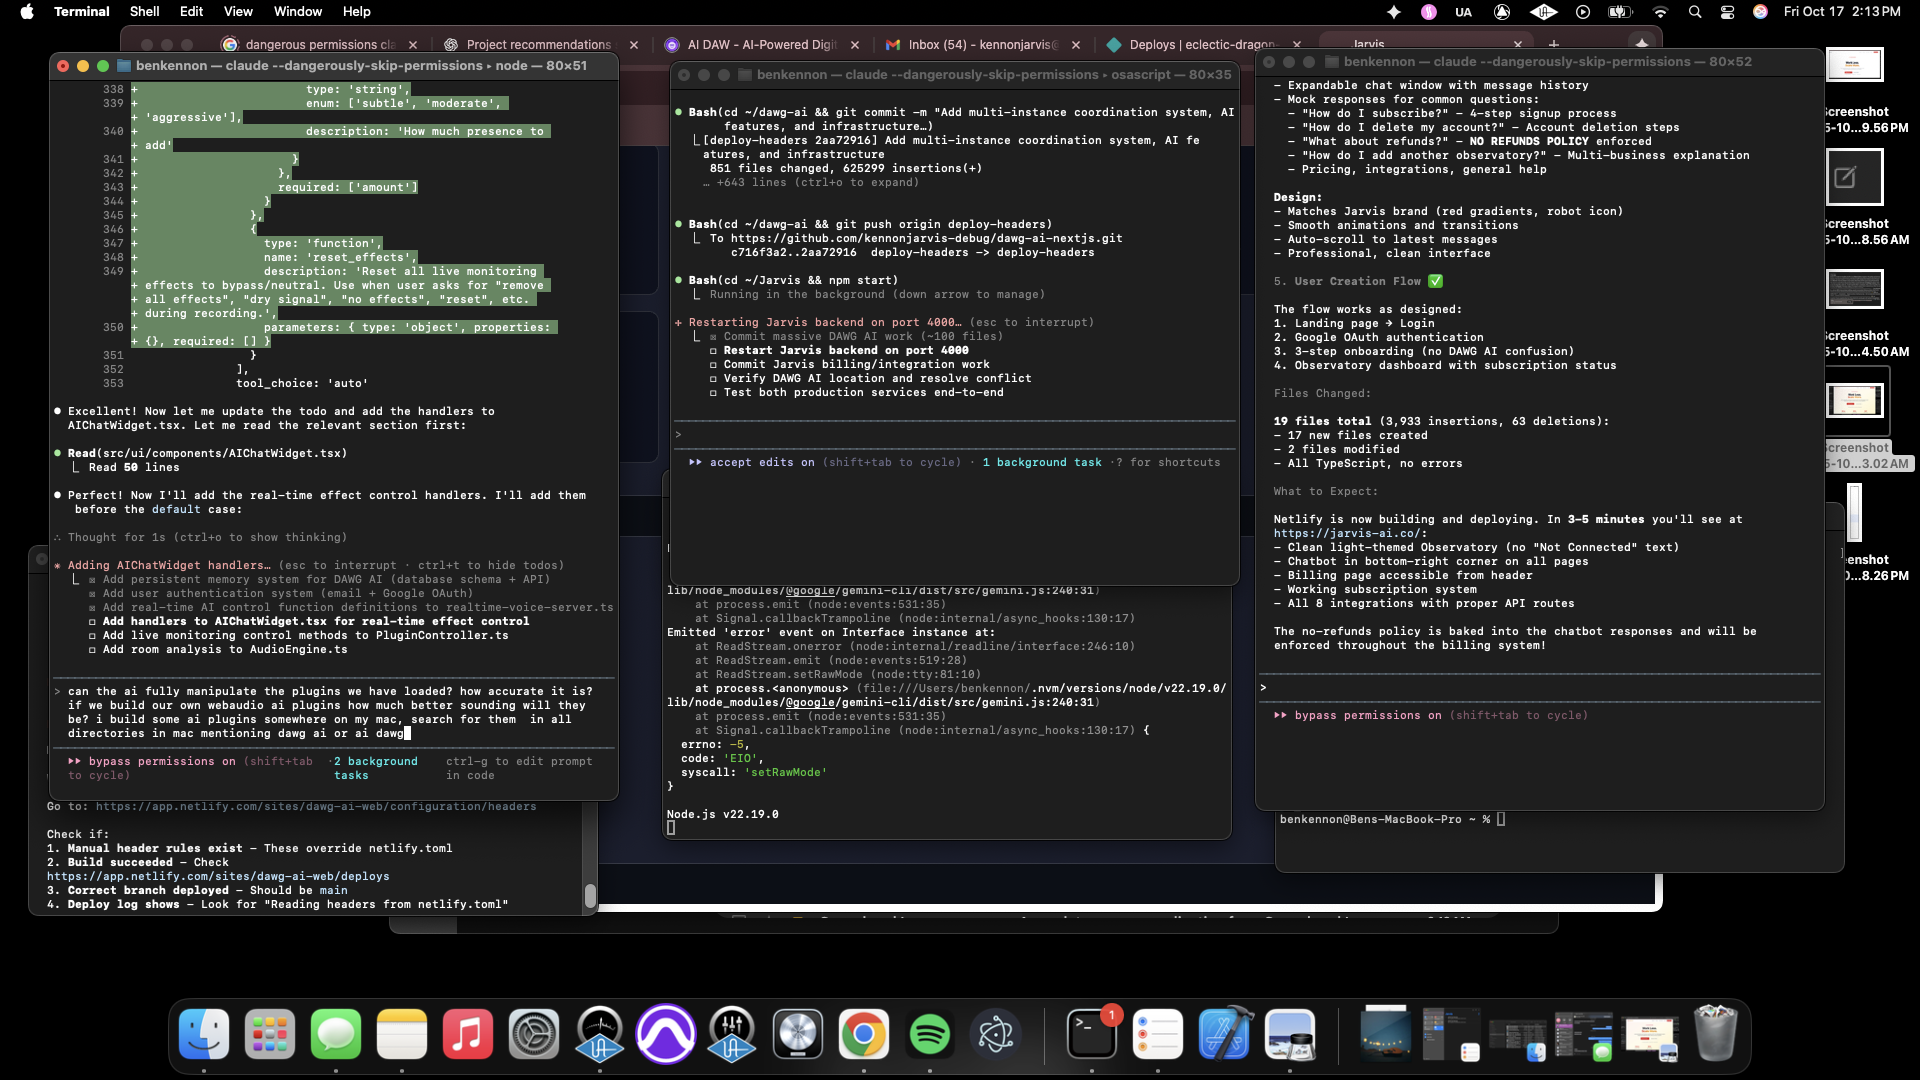 Terminal Shell Edit View Window Help
UA
Fri Oct 17 2:13 PM
dangerous permissions cla
Project recommendations
AI DAW - AI-Powered Digit
Inbox (54) - kennonjarvis@
Deploys | eclectic-dragon-
Jarvis
benkennon — claude --dangerously-skip-permissions ▸ node — 80×51
338 + type: 'string',
339 + enum: ['subtle', 'moderate',
+ 'aggressive'],
340 + description: 'How much presence to
+ add'
341 + }
342 + },
343 + required: ['amount']
344 + }
345 + },
346 + {
347 + type: 'function',
348 + name: 'reset_effects',
349 + description: 'Reset all live monitoring
+ effects to bypass/neutral. Use when user asks for "remove
+ all effects", "dry signal", "no effects", "reset", etc.
+ during recording.',
350 + parameters: { type: 'object', properties:
+ {}, required: [] }
351 }
352 ],
353 tool_choice: 'auto'
● Excellent! Now let me update the todo and add the handlers to
AIChatWidget.tsx. Let me read the relevant section first:
● Read(src/ui/components/AIChatWidget.tsx)
⎿ Read 50 lines
● Perfect! Now I'll add the real-time effect control handlers. I'll add them
before the default case:
∴ Thought for 1s (ctrl+o to show thinking)
✶ Adding AIChatWidget handlers… (esc to interrupt · ctrl+t to hide todos)
⎿ ☒ Add persistent memory system for DAWG AI (database schema + API)
☒ Add user authentication system (email + Google OAuth)
☒ Add real-time AI control function definitions to realtime-voice-server.ts
☐ Add handlers to AIChatWidget.tsx for real-time effect control
☐ Add live monitoring control methods to PluginController.ts
☐ Add room analysis to AudioEngine.ts
> can the ai fully manipulate the plugins we have loaded? how accurate it is?
if we build our own webaudio ai plugins how much better sounding will they
be? i build some ai plugins somewhere on my mac, search for them  in all
directories in mac mentioning dawg ai or ai dawg
⏵⏵ bypass permissions on (shift+tab to cycle) · 2 background tasks ctrl-g to edit prompt in code
Go to: https://app.netlify.com/sites/dawg-ai-web/configuration/headers
Check if:
1. Manual header rules exist – These override netlify.toml
2. Build succeeded – Check
https://app.netlify.com/sites/dawg-ai-web/deploys
3. Correct branch deployed – Should be main
4. Deploy log shows – Look for "Reading headers from netlify.toml"
benkennon — claude --dangerously-skip-permissions ▸ osascript — 80×35
● Bash(cd ~/dawg-ai && git commit -m "Add multi-instance coordination system, AI
features, and infrastructure…)
⎿ [deploy-headers 2aa72916] Add multi-instance coordination system, AI fe
atures, and infrastructure
851 files changed, 625299 insertions(+)
… +643 lines (ctrl+o to expand)
● Bash(cd ~/dawg-ai && git push origin deploy-headers)
⎿ To https://github.com/kennonjarvis-debug/dawg-ai-nextjs.git
c716f3a2..2aa72916 deploy-headers -> deploy-headers
● Bash(cd ~/Jarvis && npm start)
⎿ Running in the background (down arrow to manage)
+ Restarting Jarvis backend on port 4000… (esc to interrupt)
⎿ ☒ Commit massive DAWG AI work (~100 files)
☐ Restart Jarvis backend on port 4000
☐ Commit Jarvis billing/integration work
☐ Verify DAWG AI location and resolve conflict
☐ Test both production services end-to-end
>
⏵⏵ accept edits on (shift+tab to cycle) · 1 background task · ? for shortcuts
lib/node_modules/@google/gemini-cli/dist/src/gemini.js:240:31)
at process.emit (node:events:531:35)
at Signal.callbackTrampoline (node:internal/async_hooks:130:17)
Emitted 'error' event on Interface instance at:
at ReadStream.onerror (node:internal/readline/interface:246:10)
at ReadStream.emit (node:events:519:28)
at ReadStream.setRawMode (node:tty:81:10)
at process.<anonymous> (file:///Users/benkennon/.nvm/versions/node/v22.19.0/
lib/node_modules/@google/gemini-cli/dist/src/gemini.js:240:31)
at process.emit (node:events:531:35)
at Signal.callbackTrampoline (node:internal/async_hooks:130:17) {
errno: -5,
code: 'EIO',
syscall: 'setRawMode'
}
Node.js v22.19.0
benkennon — claude --dangerously-skip-permissions — 80×52
– Expandable chat window with message history
– Mock responses for common questions:
– "How do I subscribe?" – 4-step signup process
– "How do I delete my account?" – Account deletion steps
– "What about refunds?" – NO REFUNDS POLICY enforced
– "How do I add another observatory?" – Multi-business explanation
– Pricing, integrations, general help
Design:
– Matches Jarvis brand (red gradients, robot icon)
– Smooth animations and transitions
– Auto-scroll to latest messages
– Professional, clean interface
5. User Creation Flow ✅
The flow works as designed:
1. Landing page → Login
2. Google OAuth authentication
3. 3-step onboarding (no DAWG AI confusion)
4. Observatory dashboard with subscription status
Files Changed:
19 files total (3,933 insertions, 63 deletions):
– 17 new files created
– 2 files modified
– All TypeScript, no errors
What to Expect:
Netlify is now building and deploying. In 3–5 minutes you'll see at
https://jarvis-ai.co/:
– Clean light-themed Observatory (no "Not Connected" text)
– Chatbot in bottom-right corner on all pages
– Billing page accessible from header
– Working subscription system
– All 8 integrations with proper API routes
The no-refunds policy is baked into the chatbot responses and will be
enforced throughout the billing system!
>
⏵⏵ bypass permissions on (shift+tab to cycle)
benkennon@Bens-MacBook-Pro ~ %
Screenshot
5-10...9.56 PM
Screenshot
5-10...8.56 AM
Screenshot
5-10...4.50 AM
Screenshot
5-10...3.02 AM
enshot
0...8.26 PM
1